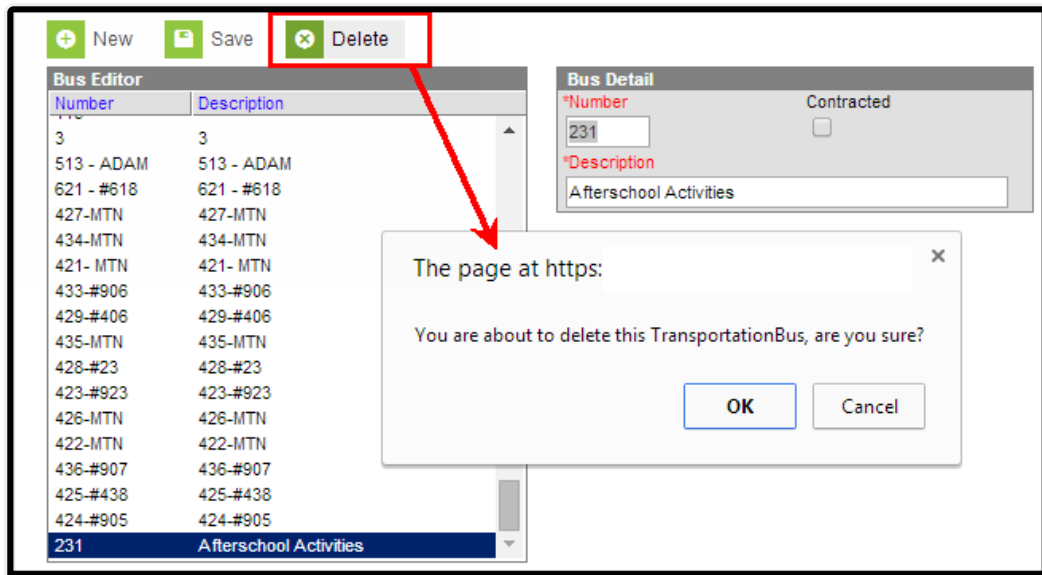 New Save Delete
Bus Editor
Number Description
3 3
513 - ADAM 513 - ADAM
621 - #618 621 - #618
427-MTN 427-MTN
434-MTN 434-MTN
421- MTN 421- MTN
433-#906 433-#906
429-#406 429-#406
435-MTN 435-MTN
428-#23 428-#23
423-#923 423-#923
426-MTN 426-MTN
422-MTN 422-MTN
436-#907 436-#907
425-#438 425-#438
424-#905 424-#905
231 Afterschool Activities
Bus Detail
*Number Contracted
231
*Description
Afterschool Activities
The page at https:
You are about to delete this TransportationBus, are you sure?
OK Cancel